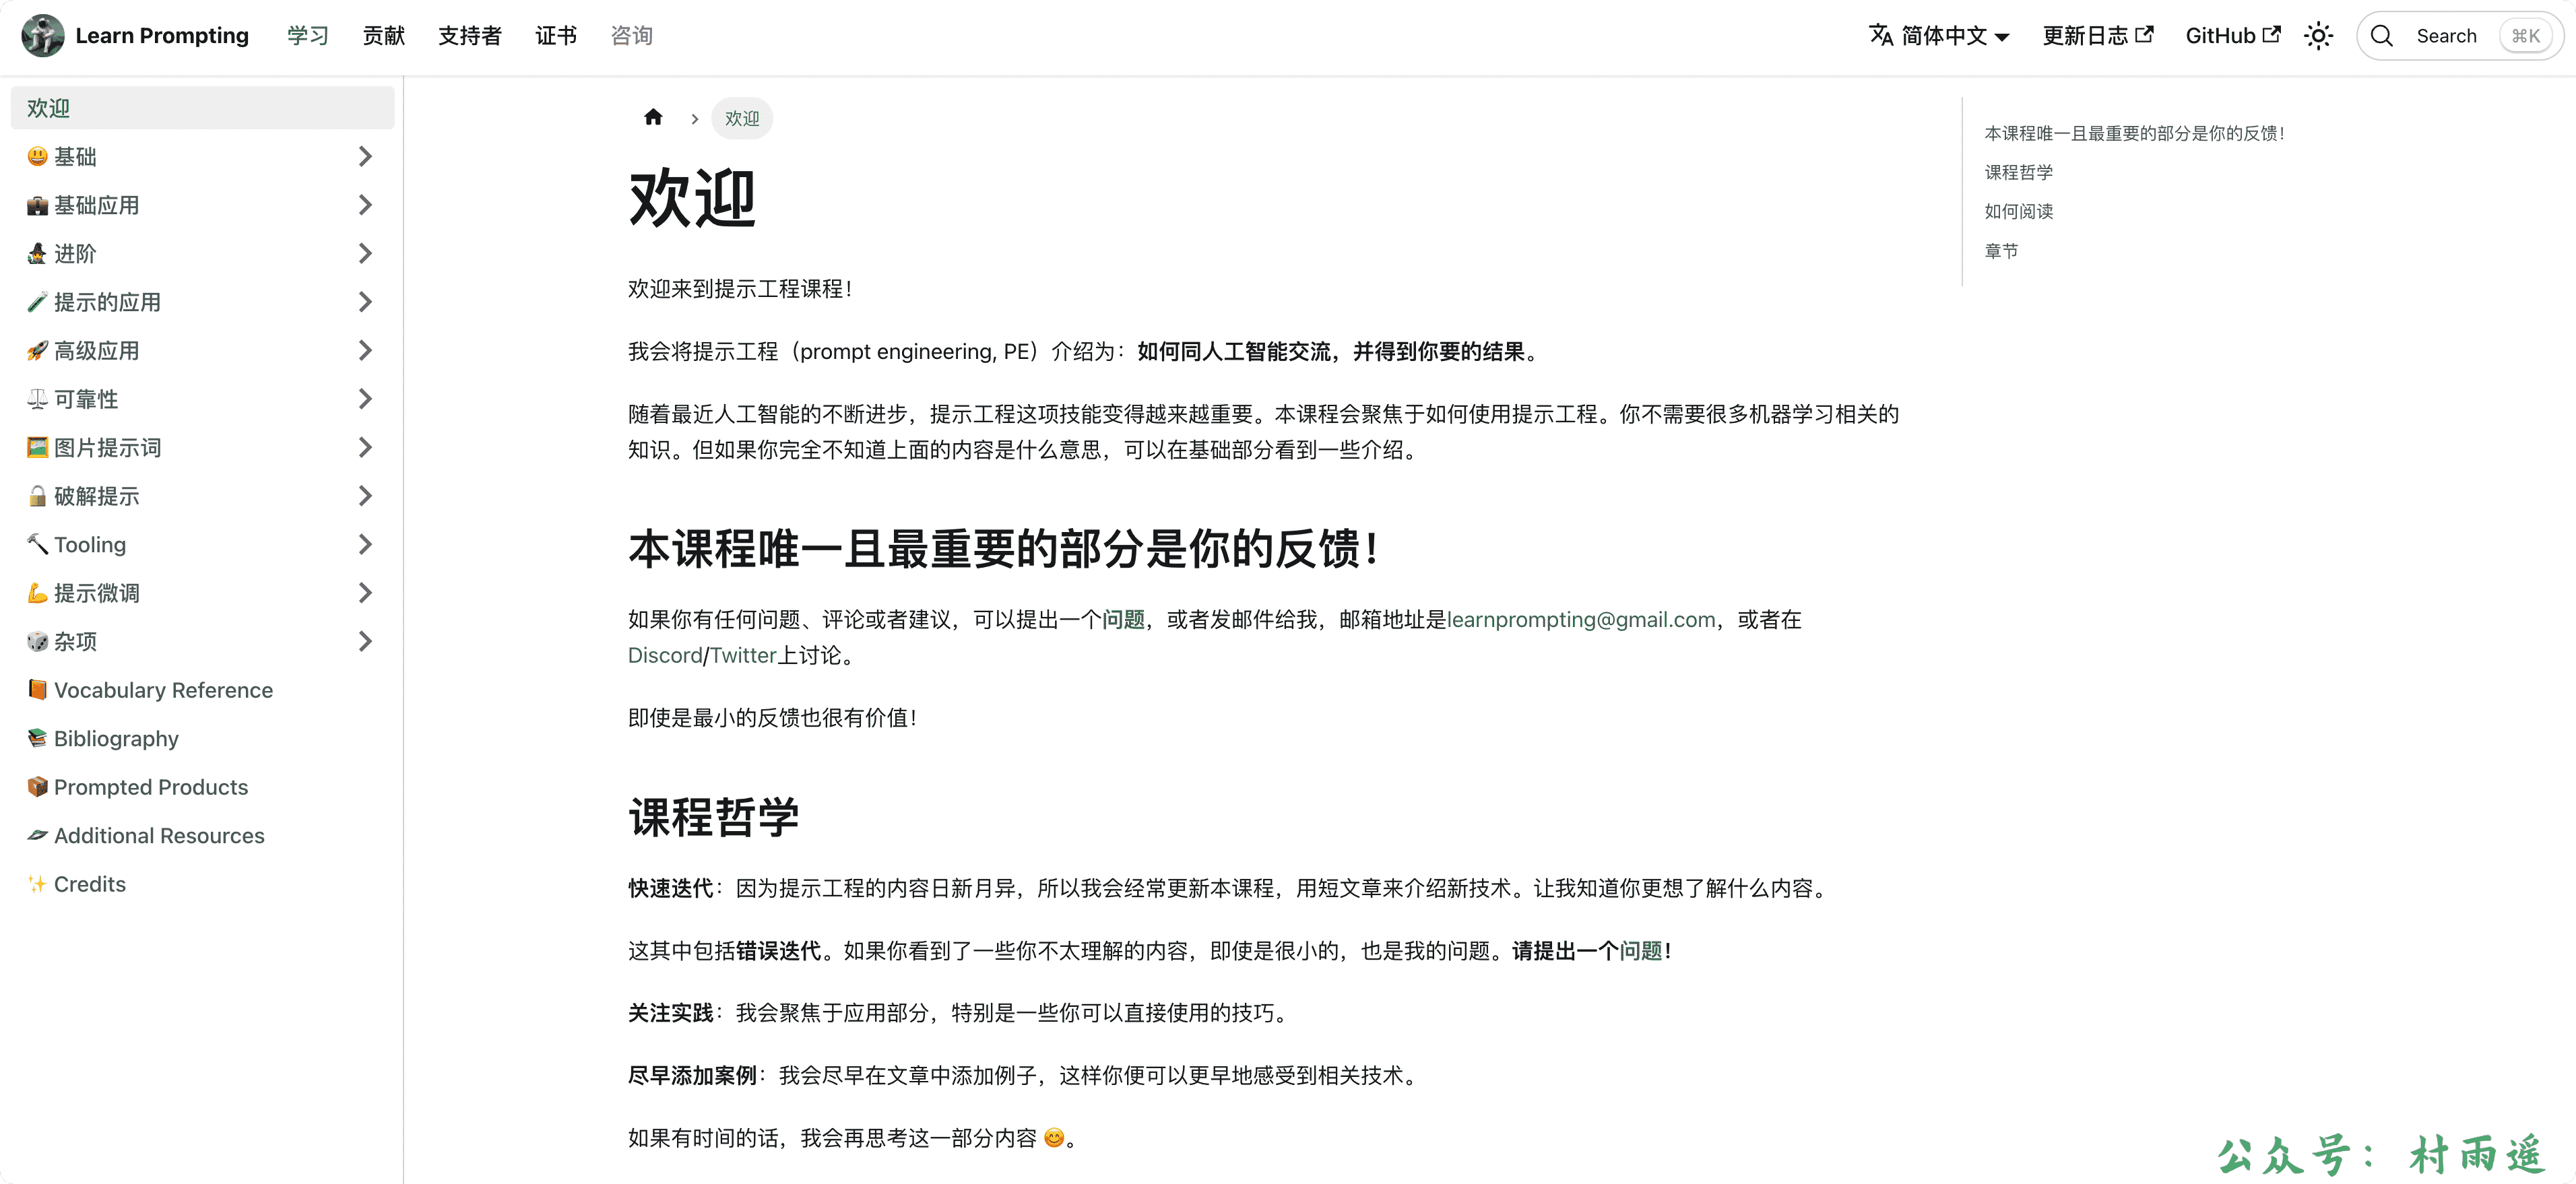 Learn Prompting
学习
贡献
支持者
证书
咨询
简体中文
更新日志
GitHub
Search
⌘K
欢迎
😃 基础
💼 基础应用
🧙‍♂️ 进阶
🧪 提示的应用
🚀 高级应用
⚖️ 可靠性
🖼️ 图片提示词
🔓 破解提示
🔨 Tooling
💪 提示微调
🎲 杂项
📙 Vocabulary Reference
📚 Bibliography
📦 Prompted Products
🛸 Additional Resources
✨ Credits
欢迎
欢迎
欢迎来到提示工程课程！
我会将提示工程（prompt engineering, PE）介绍为：如何同人工智能交流，并得到你要的结果。
随着最近人工智能的不断进步，提示工程这项技能变得越来越重要。本课程会聚焦于如何使用提示工程。你不需要很多机器学习相关的
知识。但如果你完全不知道上面的内容是什么意思，可以在基础部分看到一些介绍。
本课程唯一且最重要的部分是你的反馈！
如果你有任何问题、评论或者建议，可以提出一个问题，或者发邮件给我，邮箱地址是learnprompting@gmail.com，或者在
Discord/Twitter上讨论。
即使是最小的反馈也很有价值！
课程哲学
快速迭代：因为提示工程的内容日新月异，所以我会经常更新本课程，用短文章来介绍新技术。让我知道你更想了解什么内容。
这其中包括错误迭代。如果你看到了一些你不太理解的内容，即使是很小的，也是我的问题。请提出一个问题！
关注实践：我会聚焦于应用部分，特别是一些你可以直接使用的技巧。
尽早添加案例：我会尽早在文章中添加例子，这样你便可以更早地感受到相关技术。
如果有时间的话，我会再思考这一部分内容 😊。
本课程唯一且最重要的部分是你的反馈！
课程哲学
如何阅读
章节
公众号：村雨遥